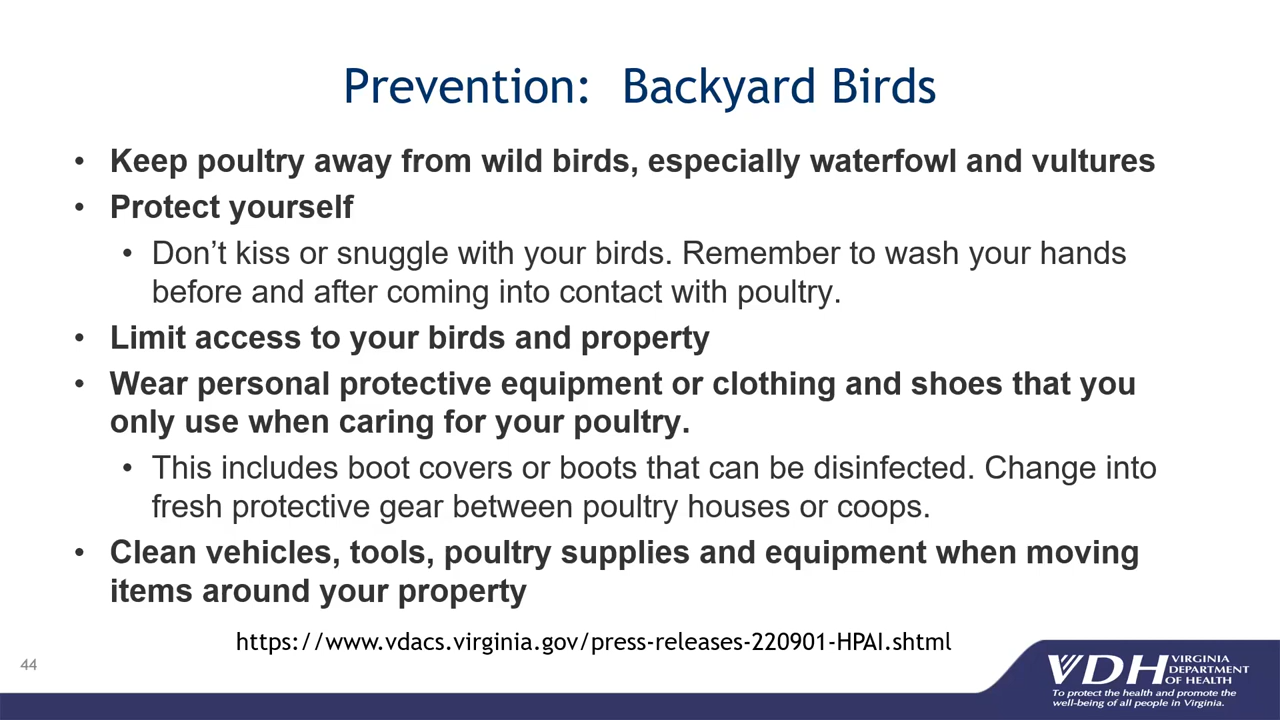 Prevention:  Backyard Birds
• Keep poultry away from wild birds, especially waterfowl and vultures
• Protect yourself
• Don’t kiss or snuggle with your birds. Remember to wash your hands
before and after coming into contact with poultry.
• Limit access to your birds and property
• Wear personal protective equipment or clothing and shoes that you
only use when caring for your poultry.
• This includes boot covers or boots that can be disinfected. Change into
fresh protective gear between poultry houses or coops.
• Clean vehicles, tools, poultry supplies and equipment when moving
items around your property
https://www.vdacs.virginia.gov/press-releases-220901-HPAI.shtml
44
VDH VIRGINIA
DEPARTMENT
OF HEALTH
To protect the health and promote the
well-being of all people in Virginia.